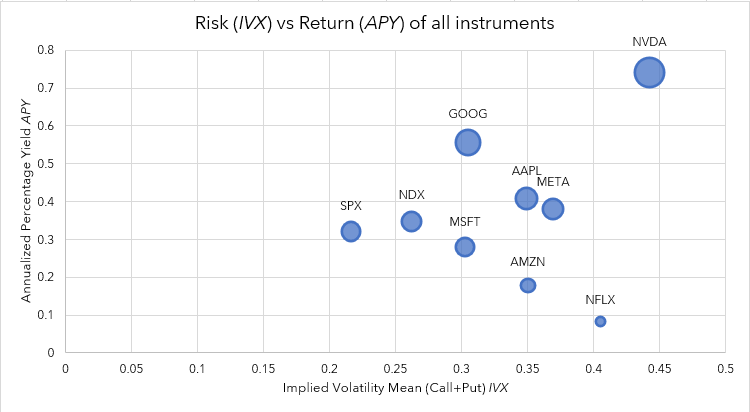 Risk (IVX) vs Return (APY) of all instruments
Annualized Percentage Yield APY
0.8
0.7
0.6
0.5
0.4
0.3
0.2
0.1
0
NVDA
GOOG
AAPL
META
SPX
NDX
MSFT
AMZN
NFLX
0 0.05 0.1 0.15 0.2 0.25 0.3 0.35 0.4 0.45 0.5
Implied Volatility Mean (Call+Put) IVX